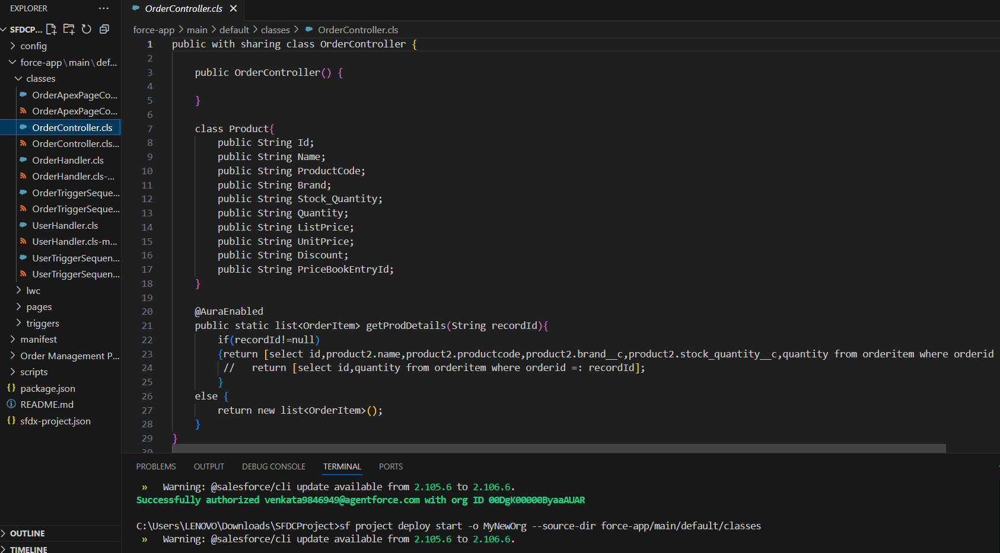 EXPLORER
SFDCP...
config
force-app\main\def...
classes
OrderApexPageCo...
OrderApexPageCo...
OrderController.cls
OrderController.cls...
OrderHandler.cls
OrderHandler.cls-...
OrderTriggerSeque...
OrderTriggerSeque...
UserHandler.cls
UserHandler.cls-m...
UserTriggerSequen...
UserTriggerSequen...
lwc
pages
triggers
manifest
Order Management P...
scripts
package.json
README.md
sfdx-project.json
OUTLINE
TIMELINE
OrderController.cls
force-app > main > default > classes > OrderController.cls
1 public with sharing class OrderController {
2
3 public OrderController() {
4
5 }
6
7 class Product{
8 public String Id;
9 public String Name;
10 public String ProductCode;
11 public String Brand;
12 public String Stock_Quantity;
13 public String Quantity;
14 public String ListPrice;
15 public String UnitPrice;
16 public String Discount;
17 public String PriceBookEntryId;
18 }
19
20 @AuraEnabled
21 public static list<OrderItem> getProdDetails(String recordId){
22 if(recordId!=null)
23 {return [select id,product2.name,product2.productcode,product2.brand__c,product2.stock_quantity__c,quantity from orderitem where orderid
24 // return [select id,quantity from orderitem where orderid =: recordId];
25 }
26 else {
27 return new list<OrderItem>();
28 }
29 }
30
PROBLEMS OUTPUT DEBUG CONSOLE TERMINAL PORTS
» Warning: @salesforce/cli update available from 2.105.6 to 2.106.6.
Successfully authorized venkata9846949@agentforce.com with org ID 00DgK00000ByaaAUAR
C:\Users\LENOVO\Downloads\SFDCProject>sf project deploy start -o MyNewOrg --source-dir force-app/main/default/classes
» Warning: @salesforce/cli update available from 2.105.6 to 2.106.6.